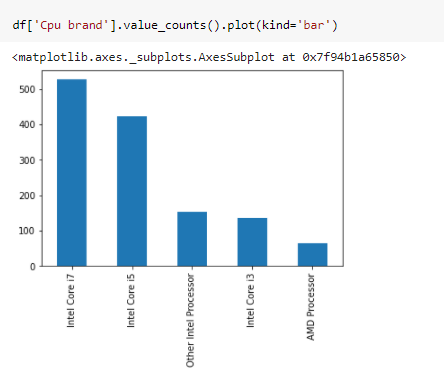 df['Cpu brand'].value_counts().plot(kind='bar')
<matplotlib.axes._subplots.AxesSubplot at 0x7f94b1a65850>
500
400
300
200
100
0
Intel Core i7
Intel Core i5
Other Intel Processor
Intel Core i3
AMD Processor